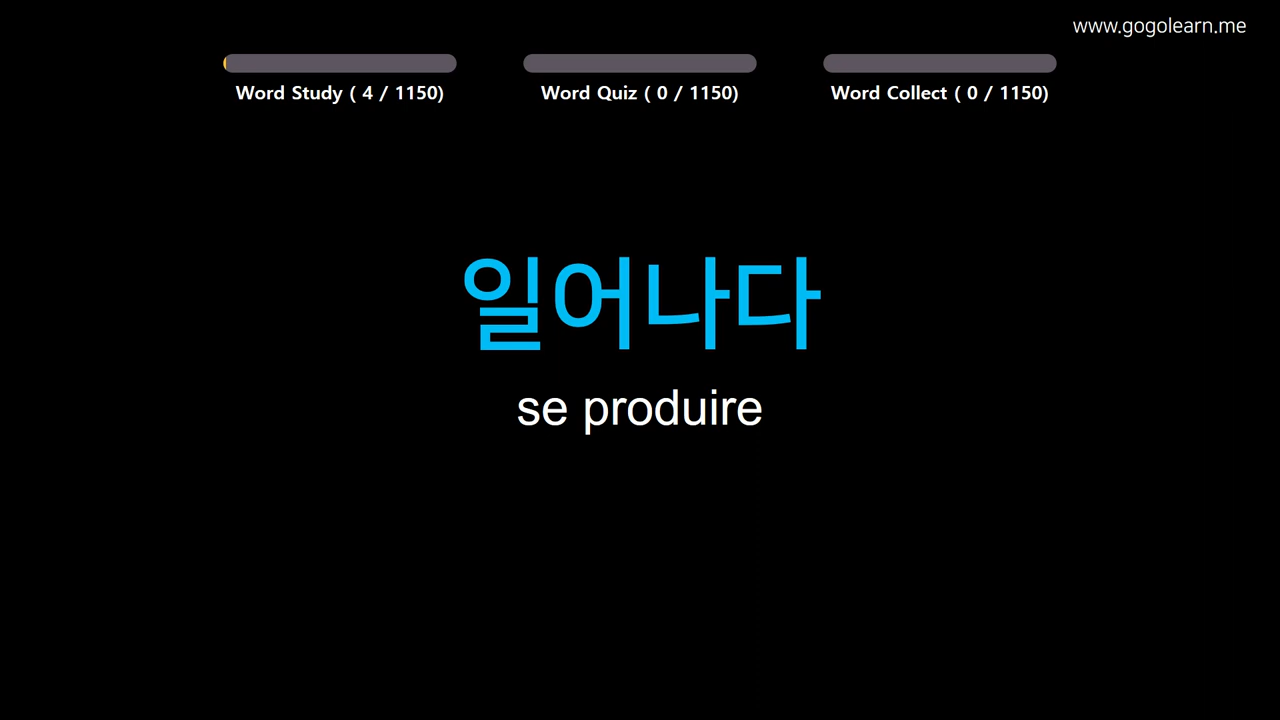 www.gogolearn.me
Word Study ( 4 / 1150)
Word Quiz ( 0 / 1150)
Word Collect ( 0 / 1150)
일어나다
se produire